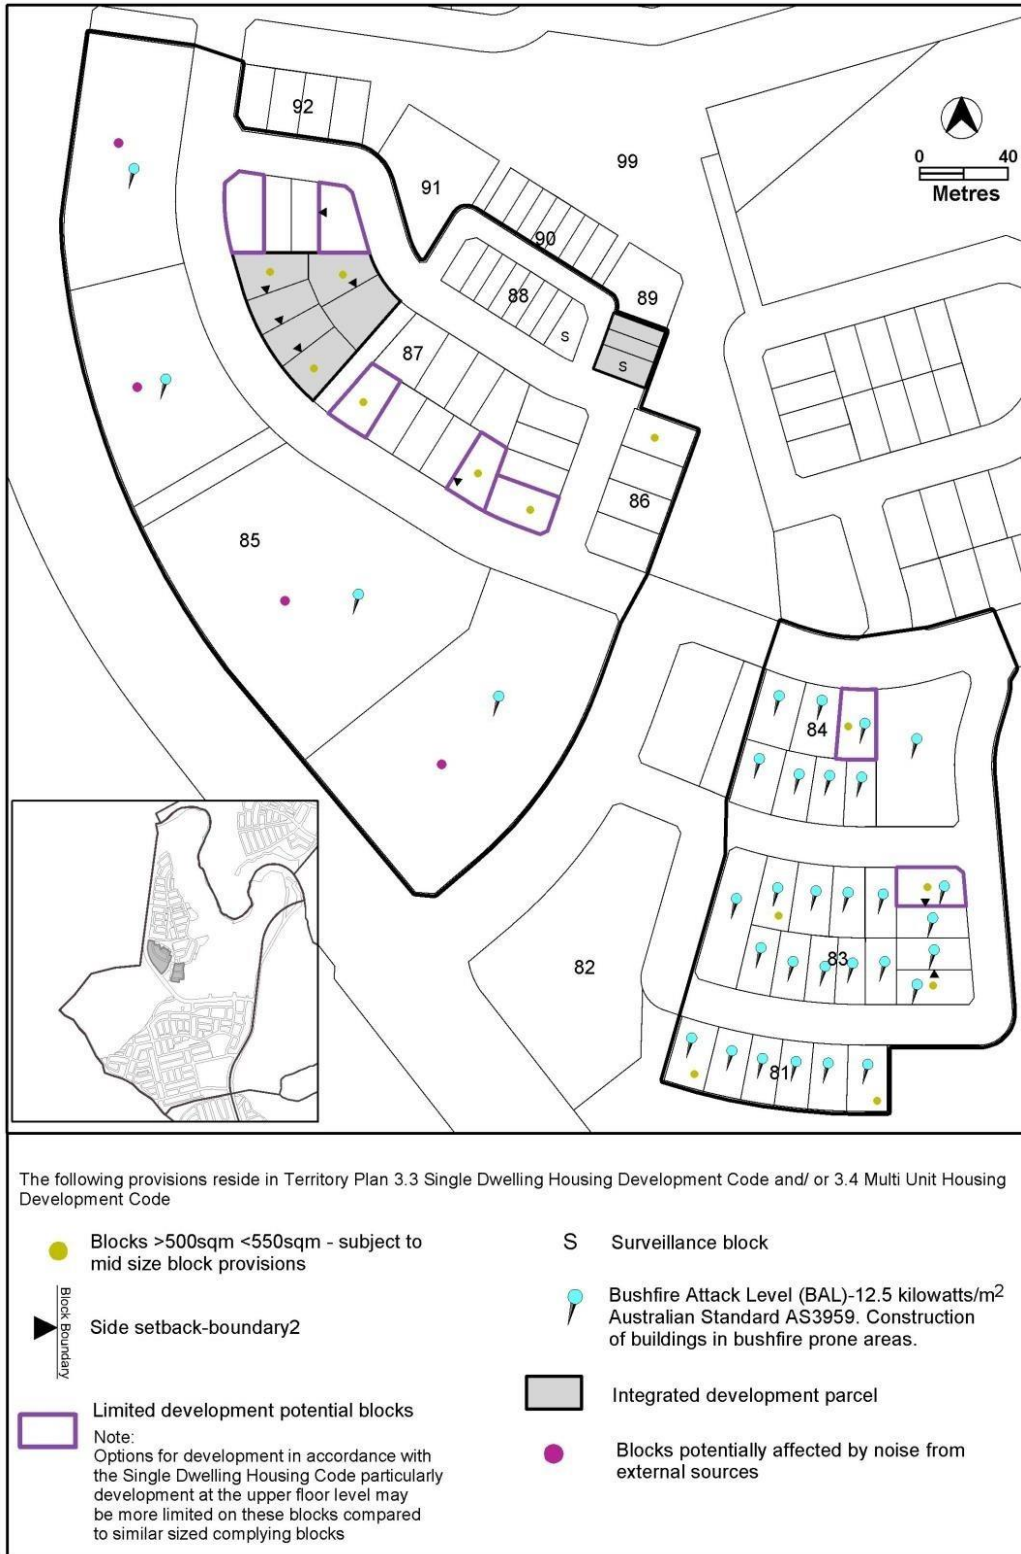 92
99
0 40
Metres
91
90
88
89
S
87
S
86
85
84
83
82
81
The following provisions reside in Territory Plan 3.3 Single Dwelling Housing Development Code and/ or 3.4 Multi Unit Housing
Development Code
Blocks >500sqm <550sqm - subject to
mid size block provisions
Block Boundary
Side setback-boundary2
Limited development potential blocks
Note:
Options for development in accordance with
the Single Dwelling Housing Code particularly
development at the upper floor level may
be more limited on these blocks compared
to similar sized complying blocks
S Surveillance block
Bushfire Attack Level (BAL)-12.5 kilowatts/m²
Australian Standard AS3959. Construction
of buildings in bushfire prone areas.
Integrated development parcel
Blocks potentially affected by noise from
external sources